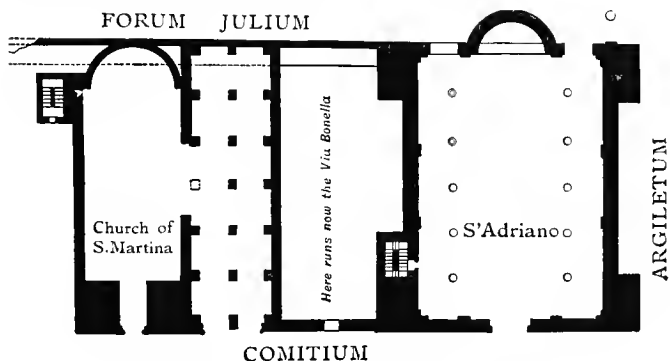 FORUM JULIUM
Church of
S.Martina
Here runs now the Via Bonella
S'Adriano
ARGILETUM
COMITIUM